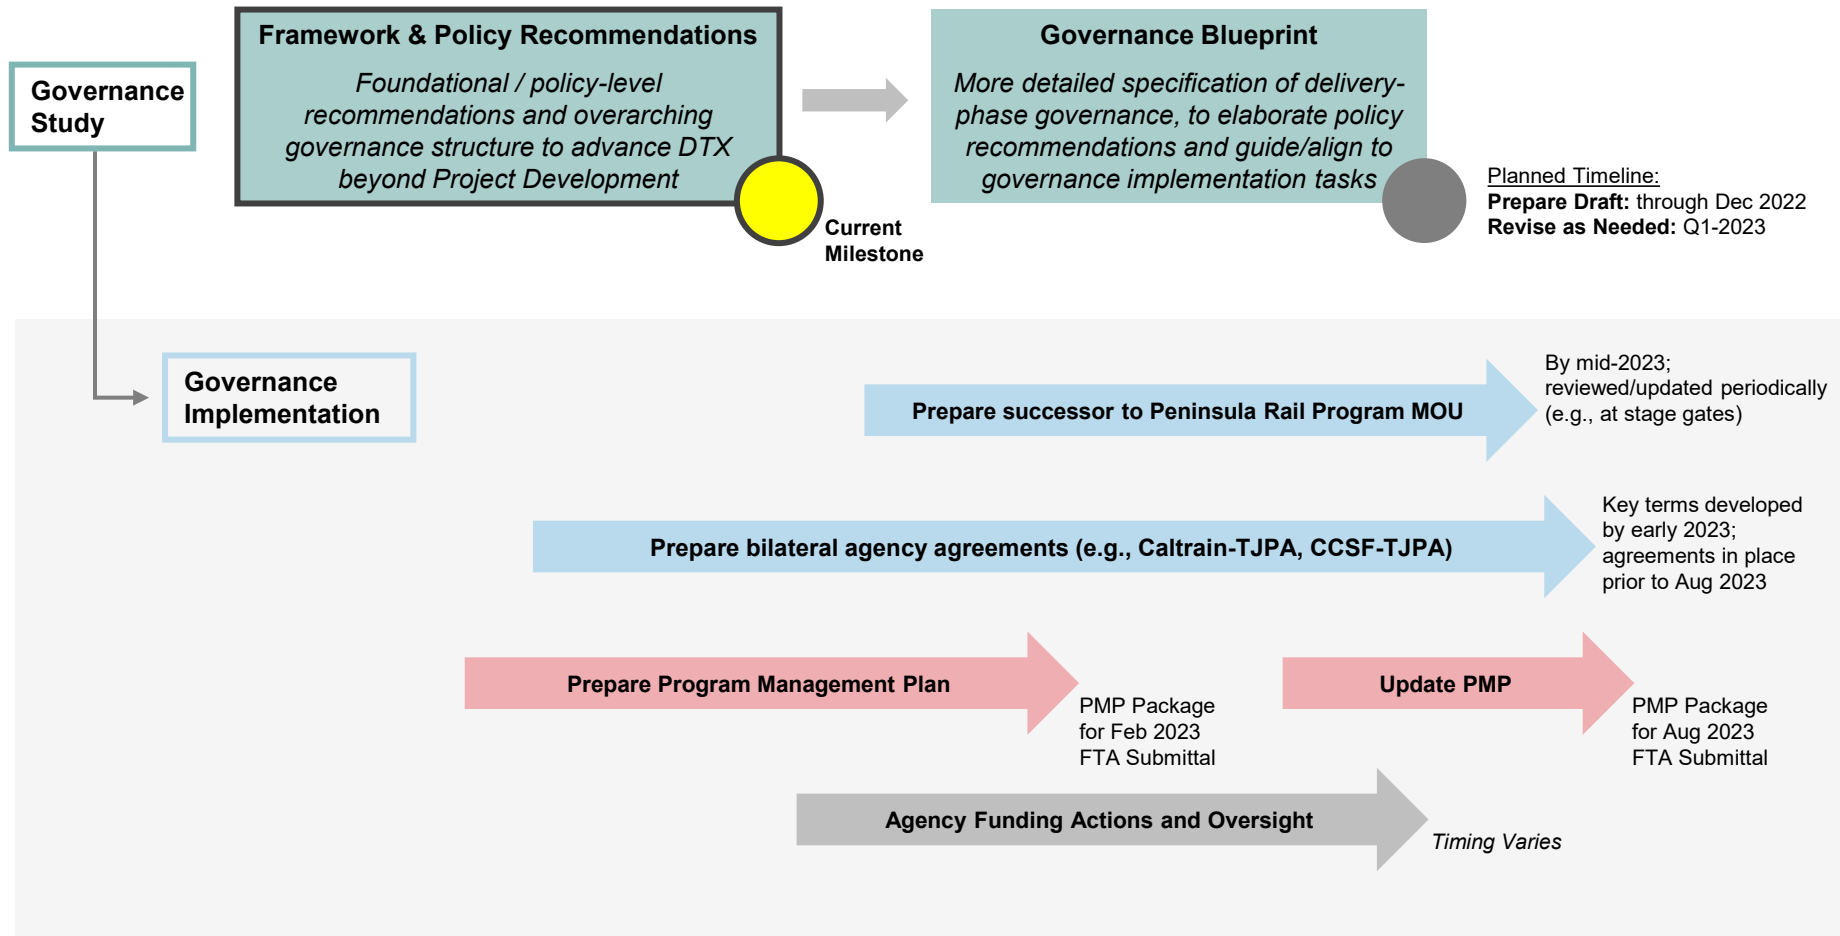 Governance
Study
Framework & Policy Recommendations
Foundational / policy-level
recommendations and overarching
governance structure to advance DTX
beyond Project Development
Current
Milestone
Governance Blueprint
More detailed specification of delivery-
phase governance, to elaborate policy
recommendations and guide/align to
governance implementation tasks
Planned Timeline:
Prepare Draft: through Dec 2022
Revise as Needed: Q1-2023
Governance
Implementation
Prepare successor to Peninsula Rail Program MOU
By mid-2023;
reviewed/updated periodically
(e.g., at stage gates)
Prepare bilateral agency agreements (e.g., Caltrain-TJPA, CCSF-TJPA)
Key terms developed
by early 2023;
agreements in place
prior to Aug 2023
Prepare Program Management Plan
PMP Package
for Feb 2023
FTA Submittal
Update PMP
PMP Package
for Aug 2023
FTA Submittal
Agency Funding Actions and Oversight
Timing Varies